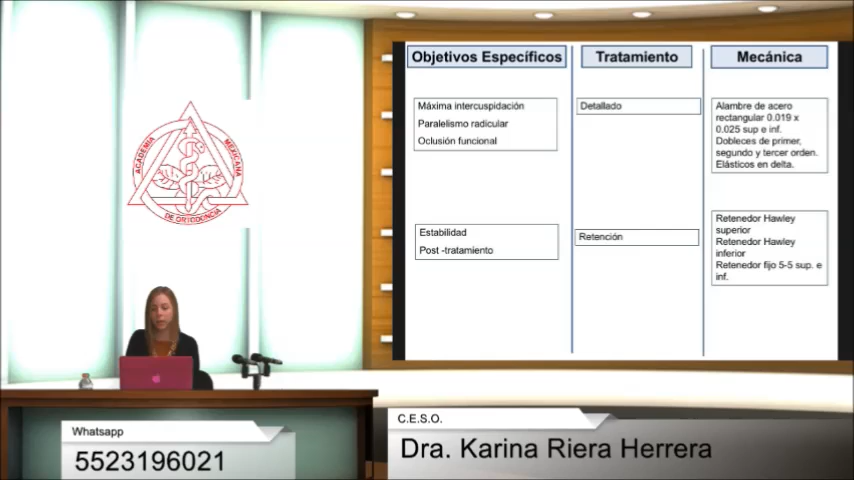 Objetivos Específicos
Tratamiento
Mecánica
Máxima intercuspidación
Paralelismo radicular
Oclusión funcional
Detallado
Alambre de acero
rectangular 0.019 x
0.025 sup e inf.
Dobleces de primer,
segundo y tercer orden.
Elásticos en delta.
Estabilidad
Post -tratamiento
Retención
Retenedor Hawley
superior
Retenedor Hawley
inferior
Retenedor fijo 5-5 sup. e
inf.
ACADEMIA
MEXICANA
DE ORTODONCIA
Whatsapp
5523196021
C.E.S.O.
Dra. Karina Riera Herrera